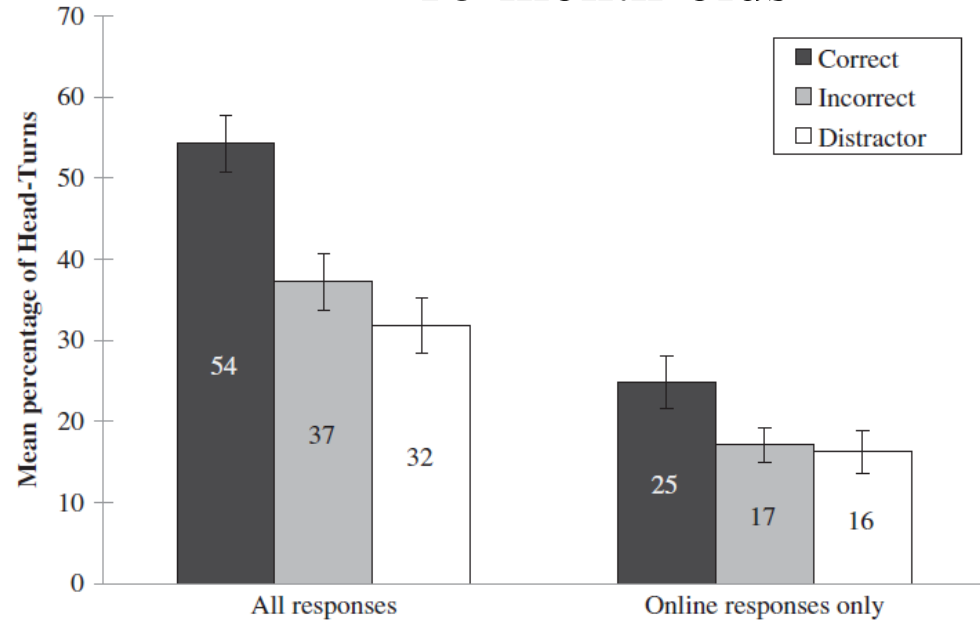 70
60
50
40
30
20
10
0
Mean percentage of Head-Turns
Correct
Incorrect
Distractor
54
37
32
25
17
16
All responses
Online responses only